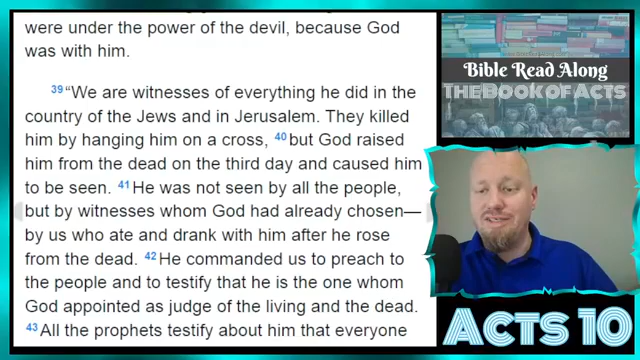 were under the power of the devil, because God
was with him.
39 “We are witnesses of everything he did in the
country of the Jews and in Jerusalem. They killed
him by hanging him on a cross, 40 but God raised
him from the dead on the third day and caused him
to be seen. 41 He was not seen by all the people,
but by witnesses whom God had already chosen—
by us who ate and drank with him after he rose
from the dead. 42 He commanded us to preach to
the people and to testify that he is the one whom
God appointed as judge of the living and the dead.
43 All the prophets testify about him that everyone
Bible Read Along
The Book of Acts
Acts 10